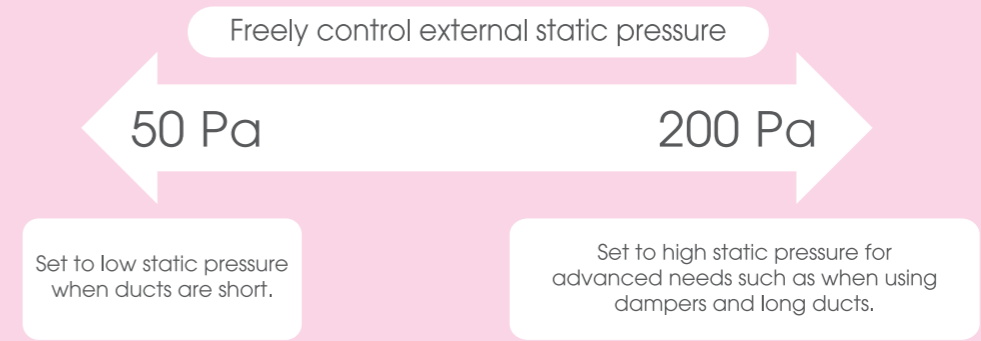 Freely control external static pressure
50 Pa
200 Pa
Set to low static pressure
when ducts are short.
Set to high static pressure for
advanced needs such as when using
dampers and long ducts.